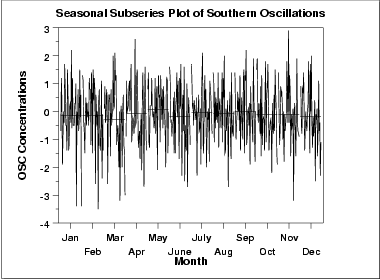 Seasonal Subseries Plot of Southern Oscillations
3
2
1
0
-1
-2
-3
-4
OSC Concentrations
Jan Mar May July Sep Nov
Feb Apr June Aug Oct Dec
Month